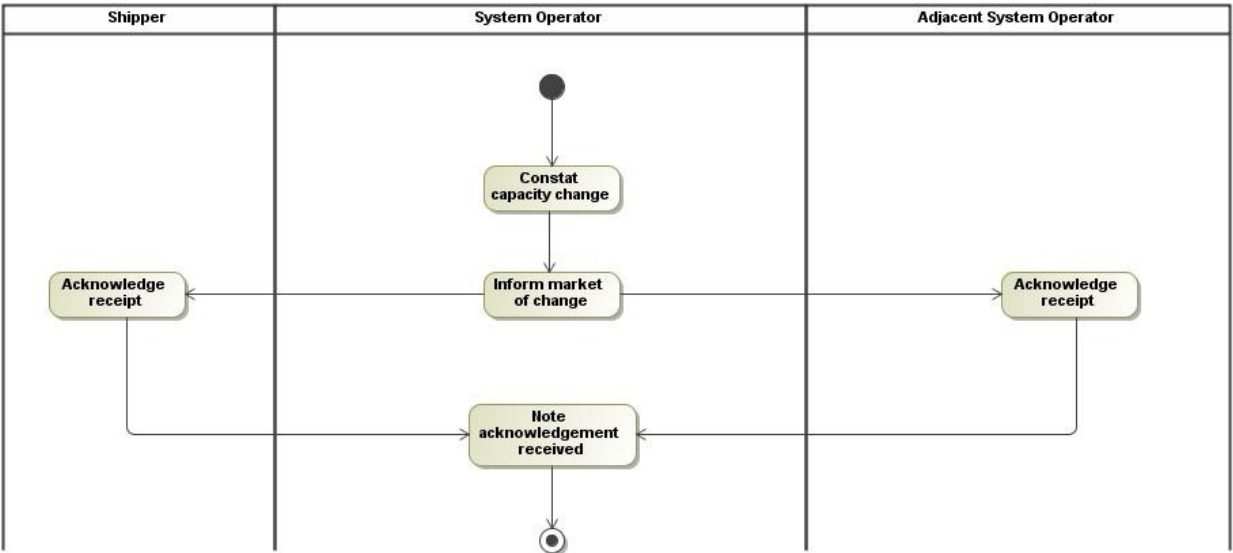 Shipper
System Operator
Adjacent System Operator
Constat
capacity change
Acknowledge
receipt
Inform market
of change
Acknowledge
receipt
Note
acknowledgement
received